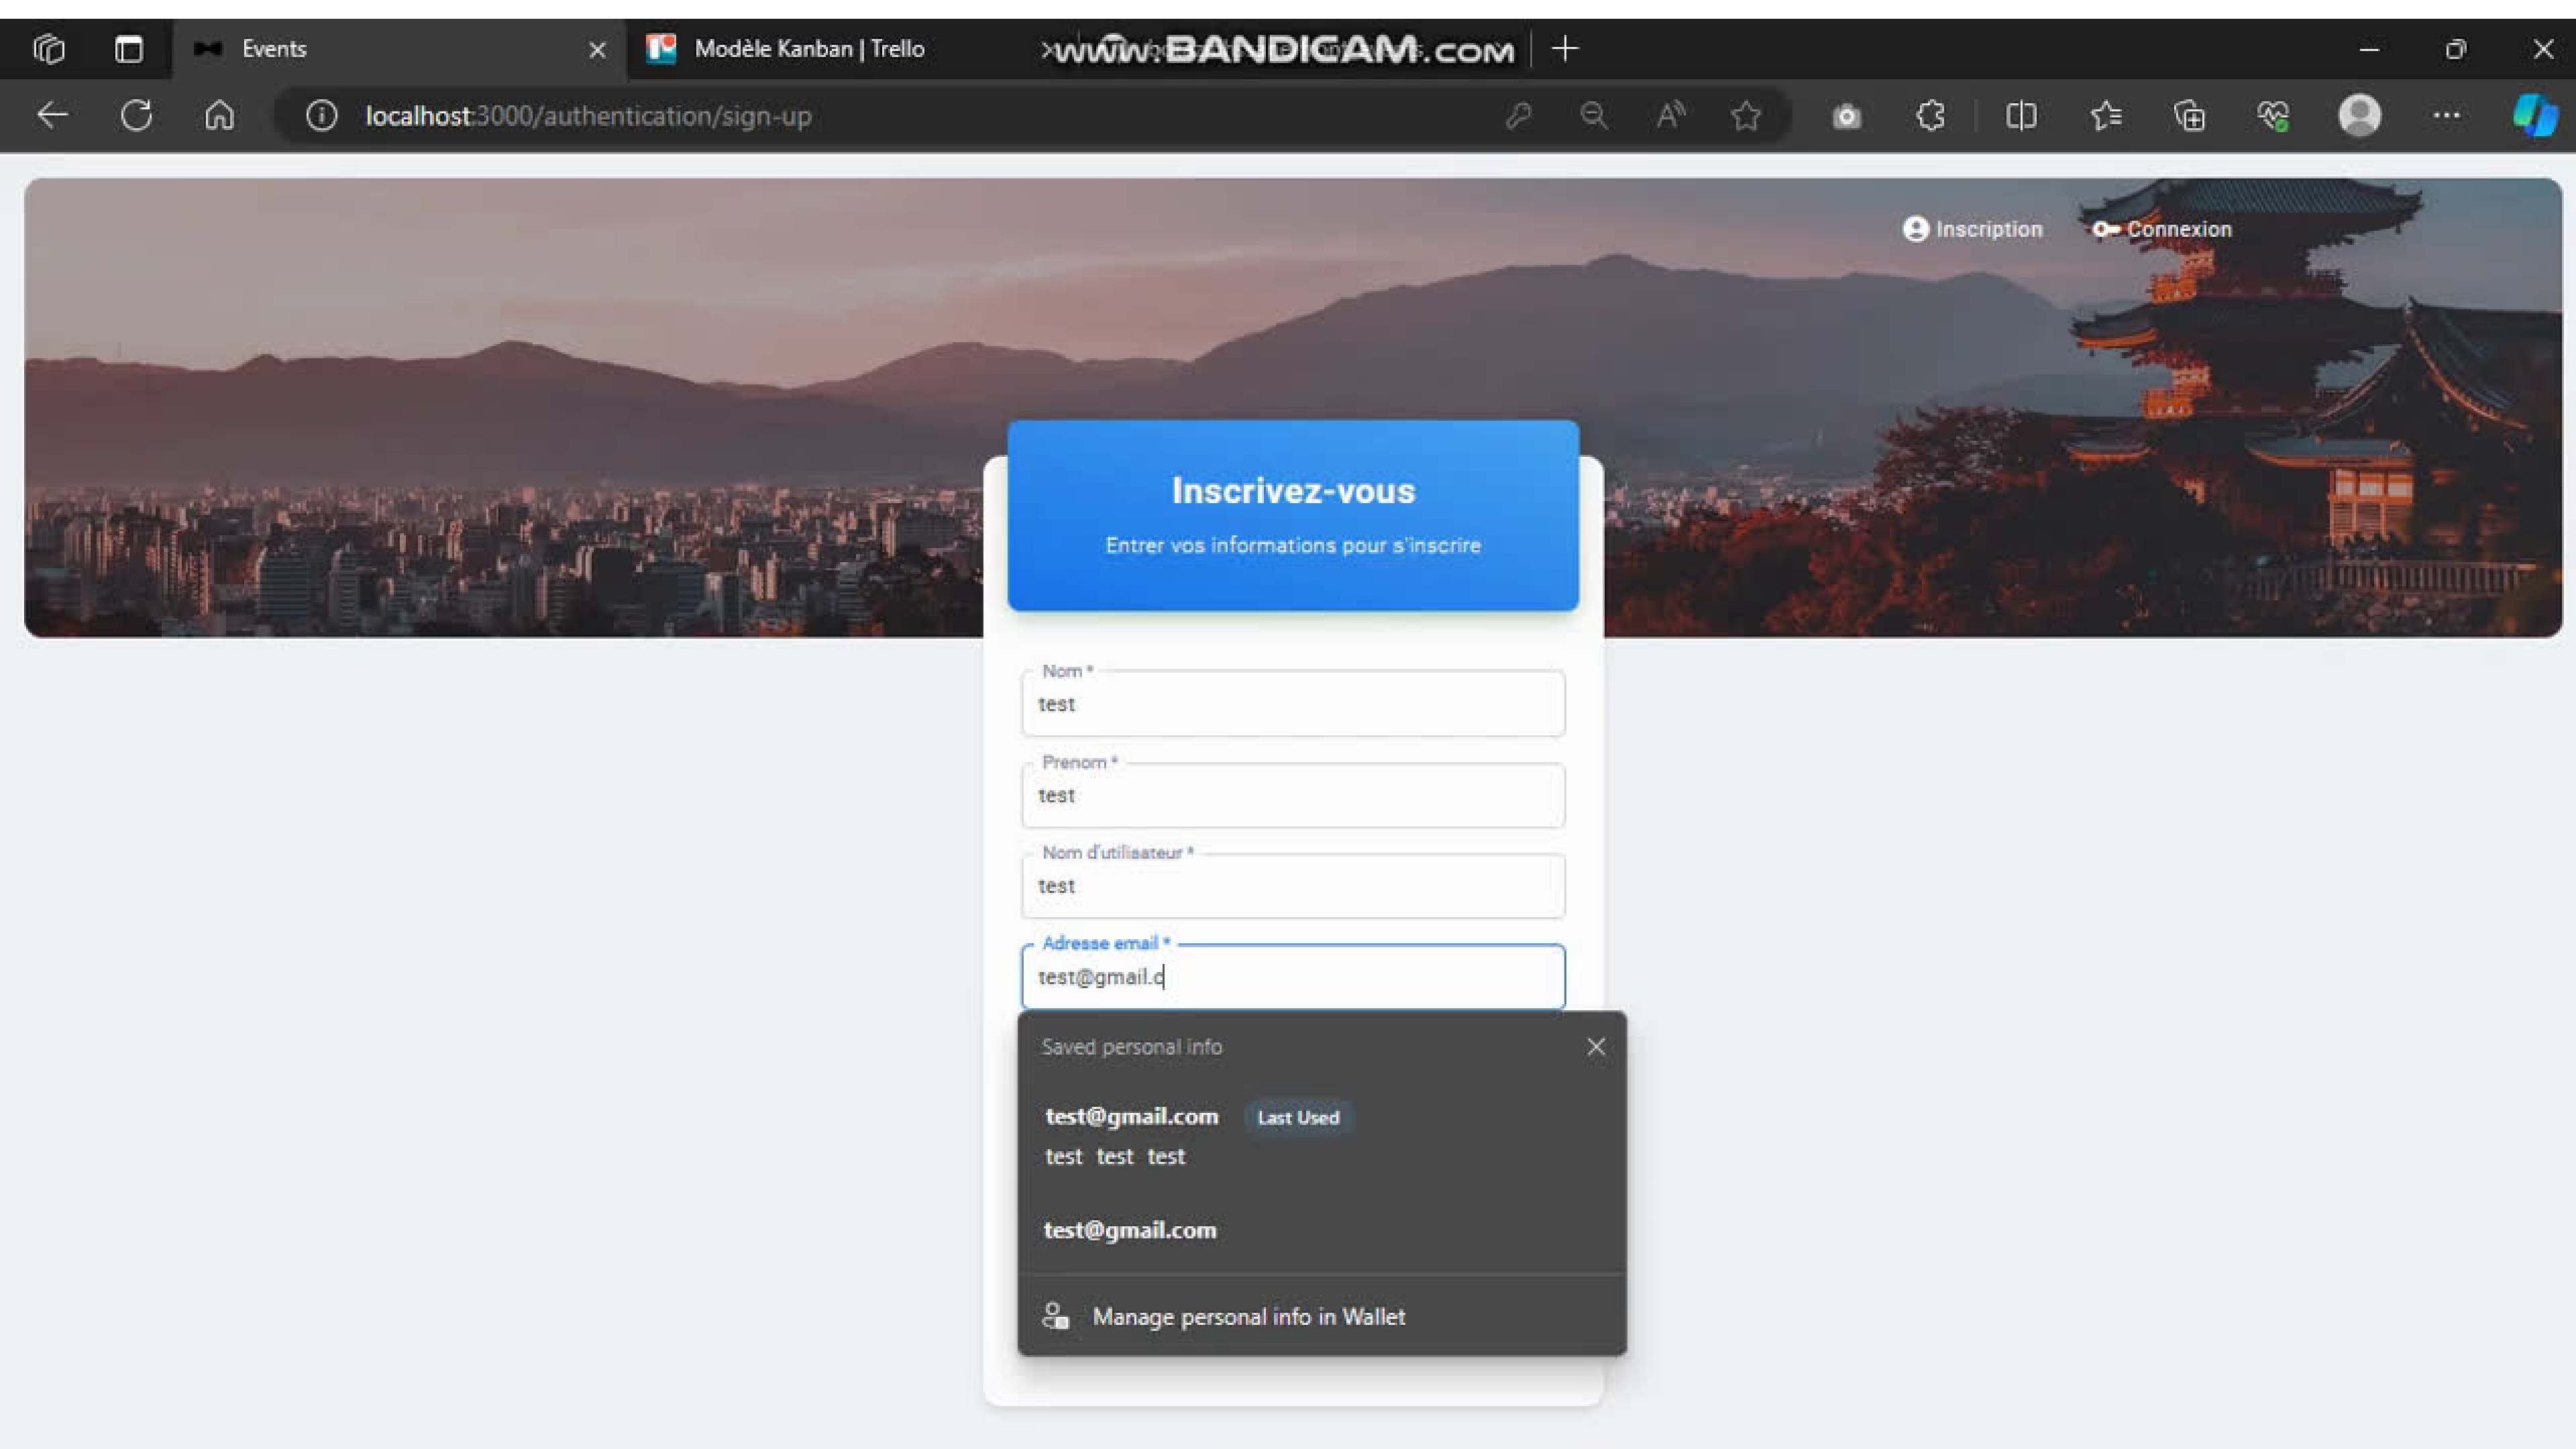 Events
Modèle Kanban | Trello
www.BANDICAM.com
localhost:3000/authentication/sign-up
Inscription
Connexion
Inscrivez-vous
Entrer vos informations pour s'inscrire
Nom *
test
Prenom *
test
Nom d'utilisateur *
test
Adresse email *
test@gmail.c
Saved personal info
test@gmail.com Last Used
test test test
test@gmail.com
Manage personal info in Wallet